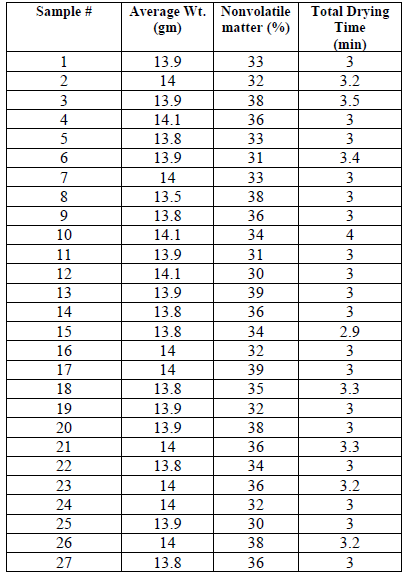 Sample # Average Wt. Nonvolatile Total Drying
(gm) matter (%) Time
(min)
1 13.9 33 3
2 14 32 3.2
3 13.9 38 3.5
4 14.1 36 3
5 13.8 33 3
6 13.9 31 3.4
7 14 33 3
8 13.5 38 3
9 13.8 36 3
10 14.1 34 4
11 13.9 31 3
12 14.1 30 3
13 13.9 39 3
14 13.8 36 3
15 13.8 34 2.9
16 14 32 3
17 14 39 3
18 13.8 35 3.3
19 13.9 32 3
20 13.9 38 3
21 14 36 3.3
22 13.8 34 3
23 14 36 3.2
24 14 32 3
25 13.9 30 3
26 14 38 3.2
27 13.8 36 3